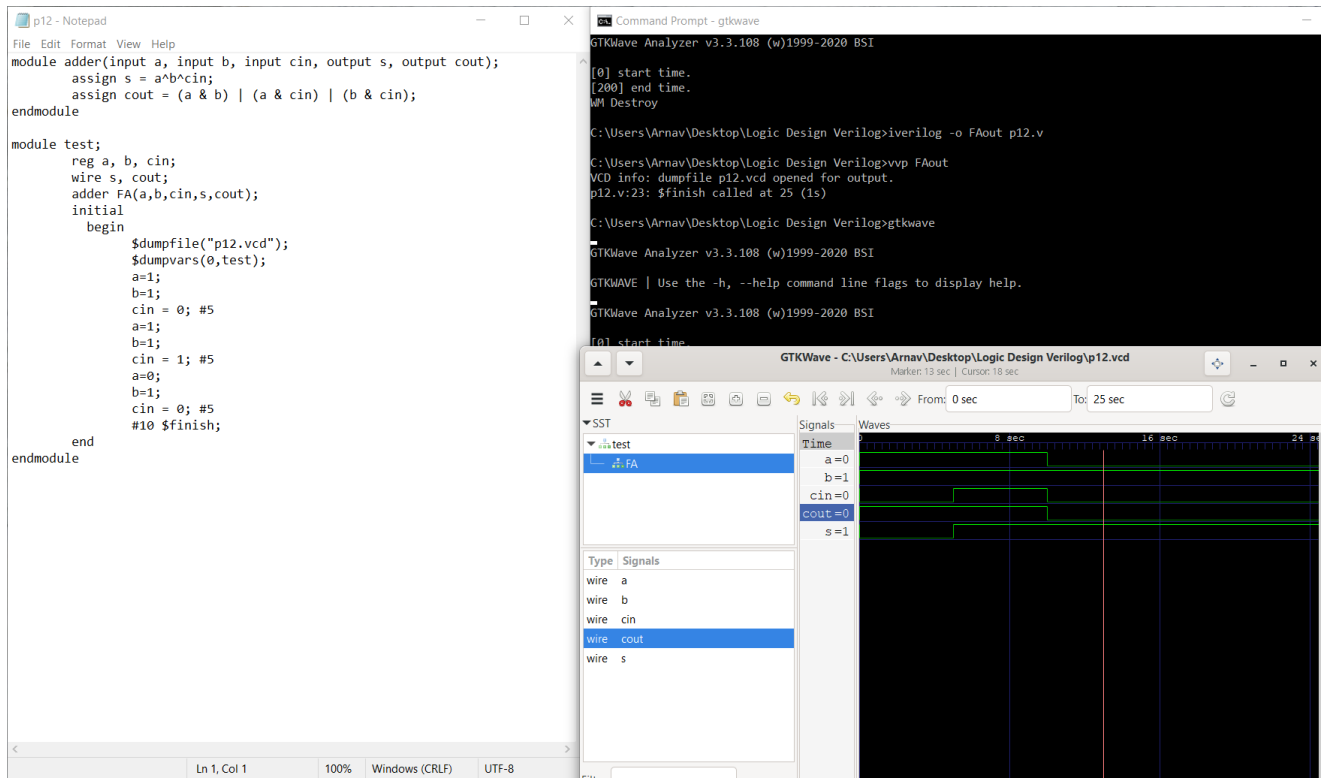 p12 - Notepad
File Edit Format View Help
module adder(input a, input b, input cin, output s, output cout);
assign s = a^b^cin;
assign cout = (a & b) | (a & cin) | (b & cin);
endmodule
module test;
reg a, b, cin;
wire s, cout;
adder FA(a,b,cin,s,cout);
initial
begin
$dumpfile("p12.vcd");
$dumpvars(0,test);
a=1;
b=1;
cin = 0; #5
a=1;
b=1;
cin = 1; #5
a=0;
b=1;
cin = 0; #5
#10 $finish;
end
endmodule
Ln 1, Col 1 100% Windows (CRLF) UTF-8
Command Prompt - gtkwave
GTKWave Analyzer v3.3.108 (w)1999-2020 BSI
[0] start time.
[200] end time.
WM Destroy
C:\Users\Arnav\Desktop\Logic Design Verilog>iverilog -o FAout p12.v
C:\Users\Arnav\Desktop\Logic Design Verilog>vvp FAout
VCD info: dumpfile p12.vcd opened for output.
p12.v:23: $finish called at 25 (1s)
C:\Users\Arnav\Desktop\Logic Design Verilog>gtkwave
GTKWave Analyzer v3.3.108 (w)1999-2020 BSI
GTKWAVE | Use the -h, --help command line flags to display help.
GTKWave Analyzer v3.3.108 (w)1999-2020 BSI
[0] start time.
GTKWave - C:\Users\Arnav\Desktop\Logic Design Verilog\p12.vcd
Marker: 13 sec | Cursor: 18 sec
From: 0 sec To: 25 sec
SST
test
FA
Type Signals
wire a
wire b
wire cin
wire cout
wire s
Signals
Time
a=0
b=1
cin=0
cout=0
s=1
Waves
0 8 sec 16 sec 24 se